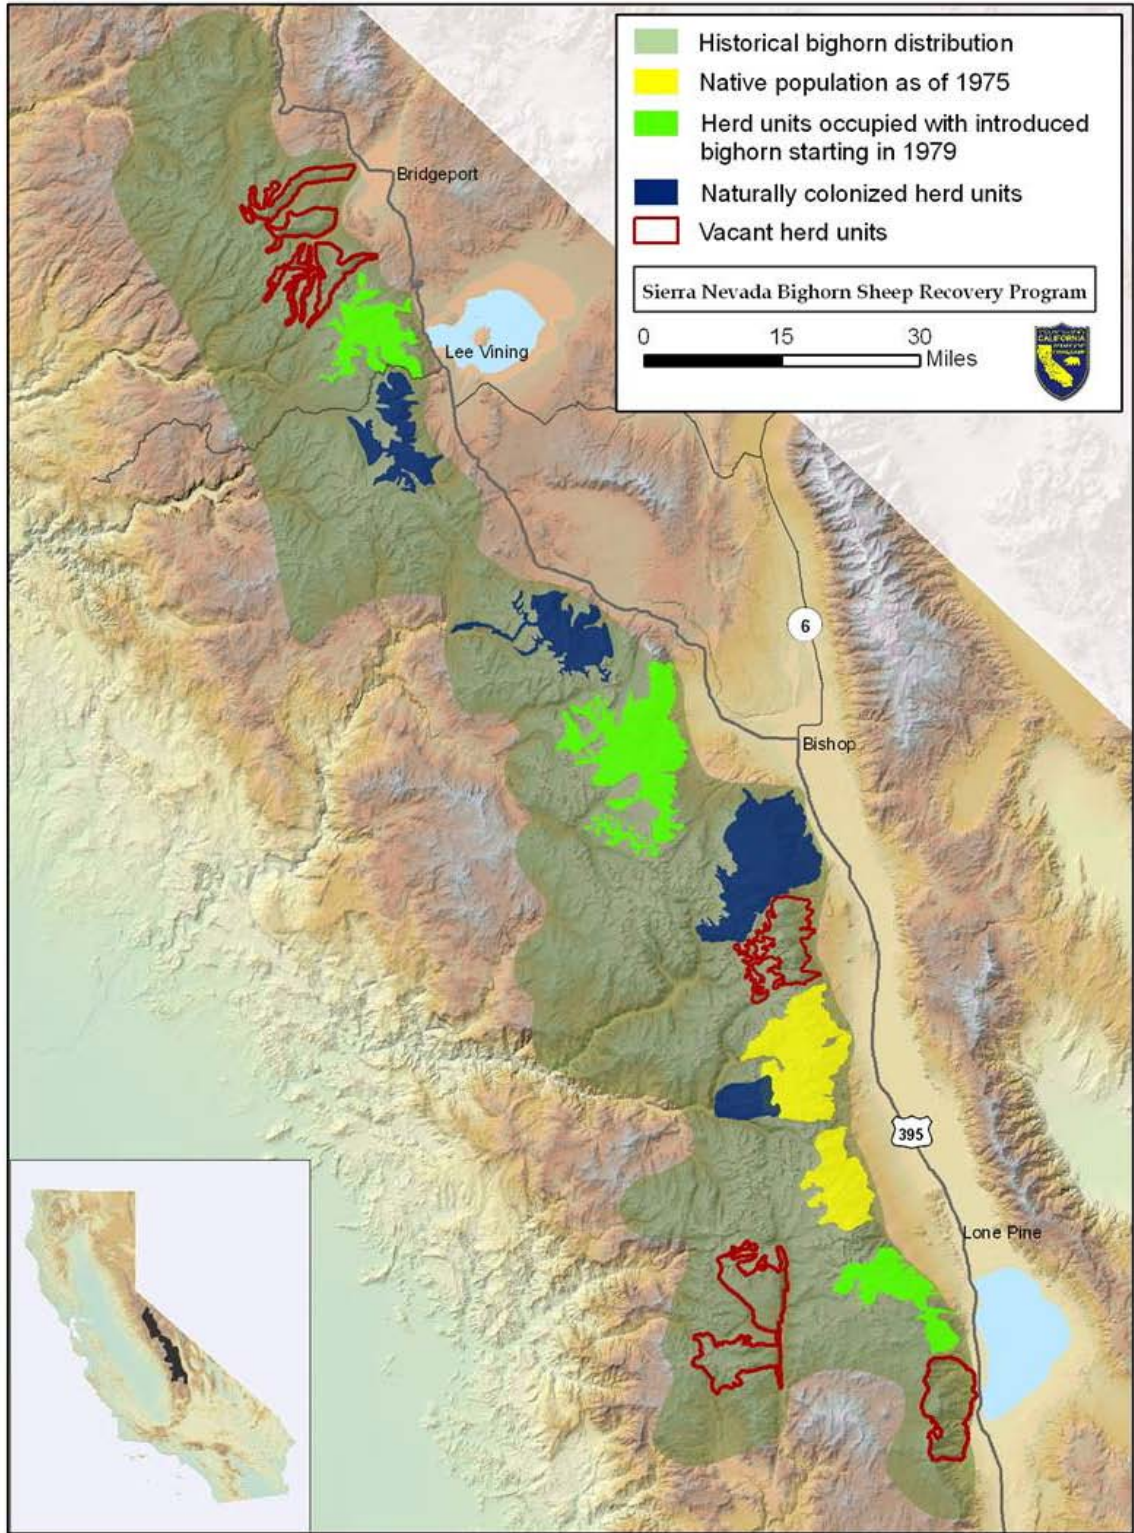 Historical bighorn distribution
Native population as of 1975
Herd units occupied with introduced
bighorn starting in 1979
Naturally colonized herd units
Vacant herd units
Sierra Nevada Bighorn Sheep Recovery Program
0 15 30
Miles
CALIFORNIA
Bridgeport
Lee Vining
6
Bishop
395
Lone Pine